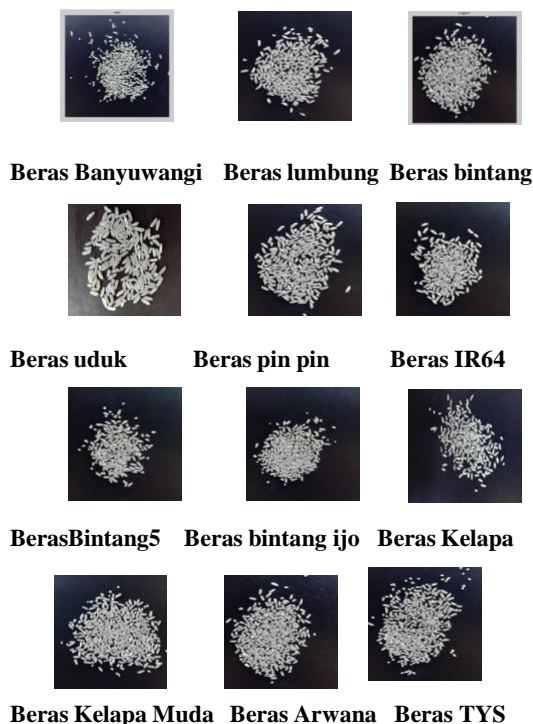 Beras Banyuwangi Beras lumbung Beras bintang
Beras uduk Beras pin pin Beras IR64
BerasBintang5 Beras bintang ijo Beras Kelapa
Beras Kelapa Muda Beras Arwana Beras TYS